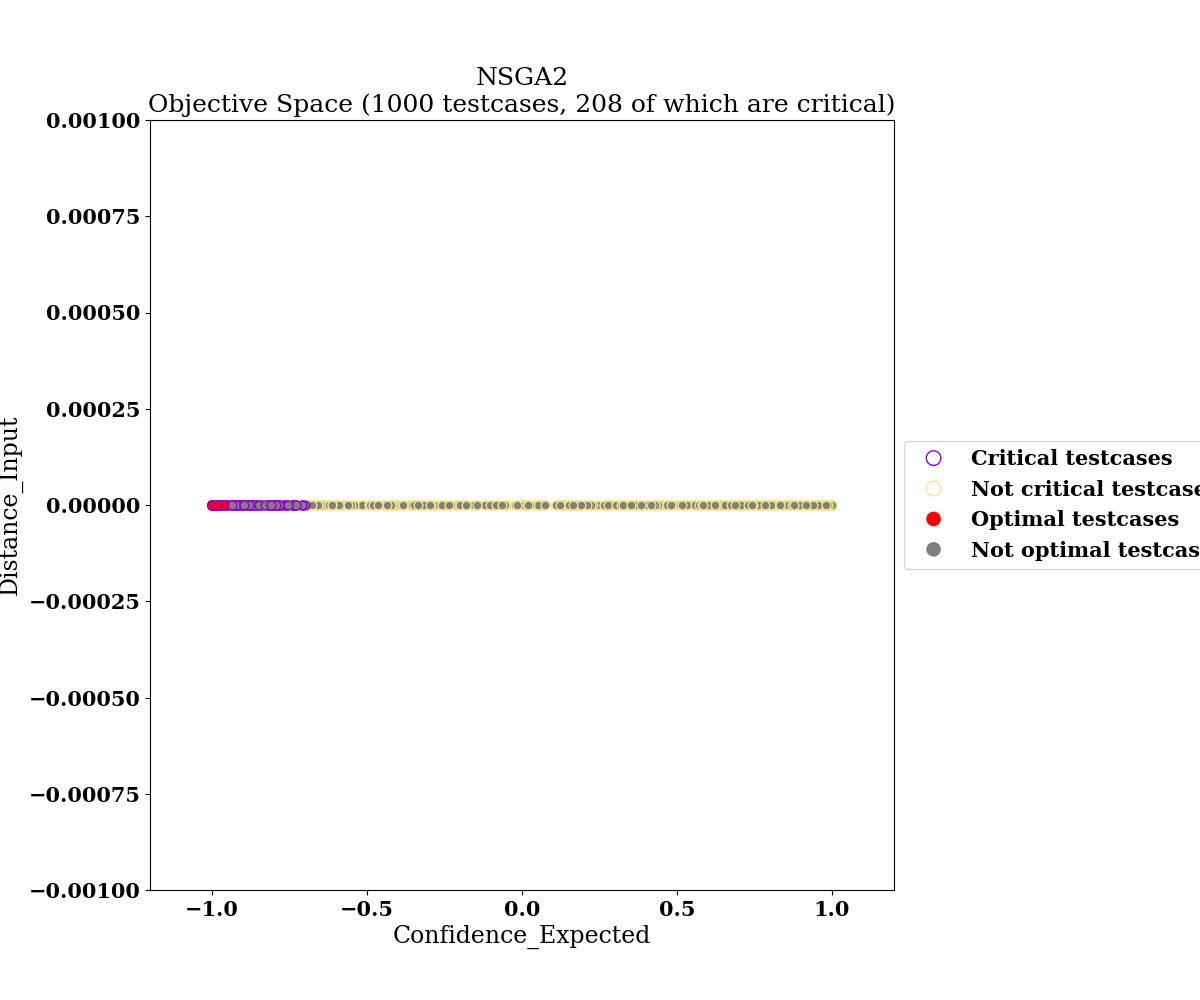 NSGA2
Objective Space (1000 testcases, 208 of which are critical)
0.00100
0.00075
0.00050
0.00025
0.00000
−0.00025
−0.00050
−0.00075
−0.00100
Distance_Input
−1.0
−0.5
0.0
0.5
1.0
Confidence_Expected
Critical testcases
Not critical testcase
Optimal testcases
Not optimal testcas